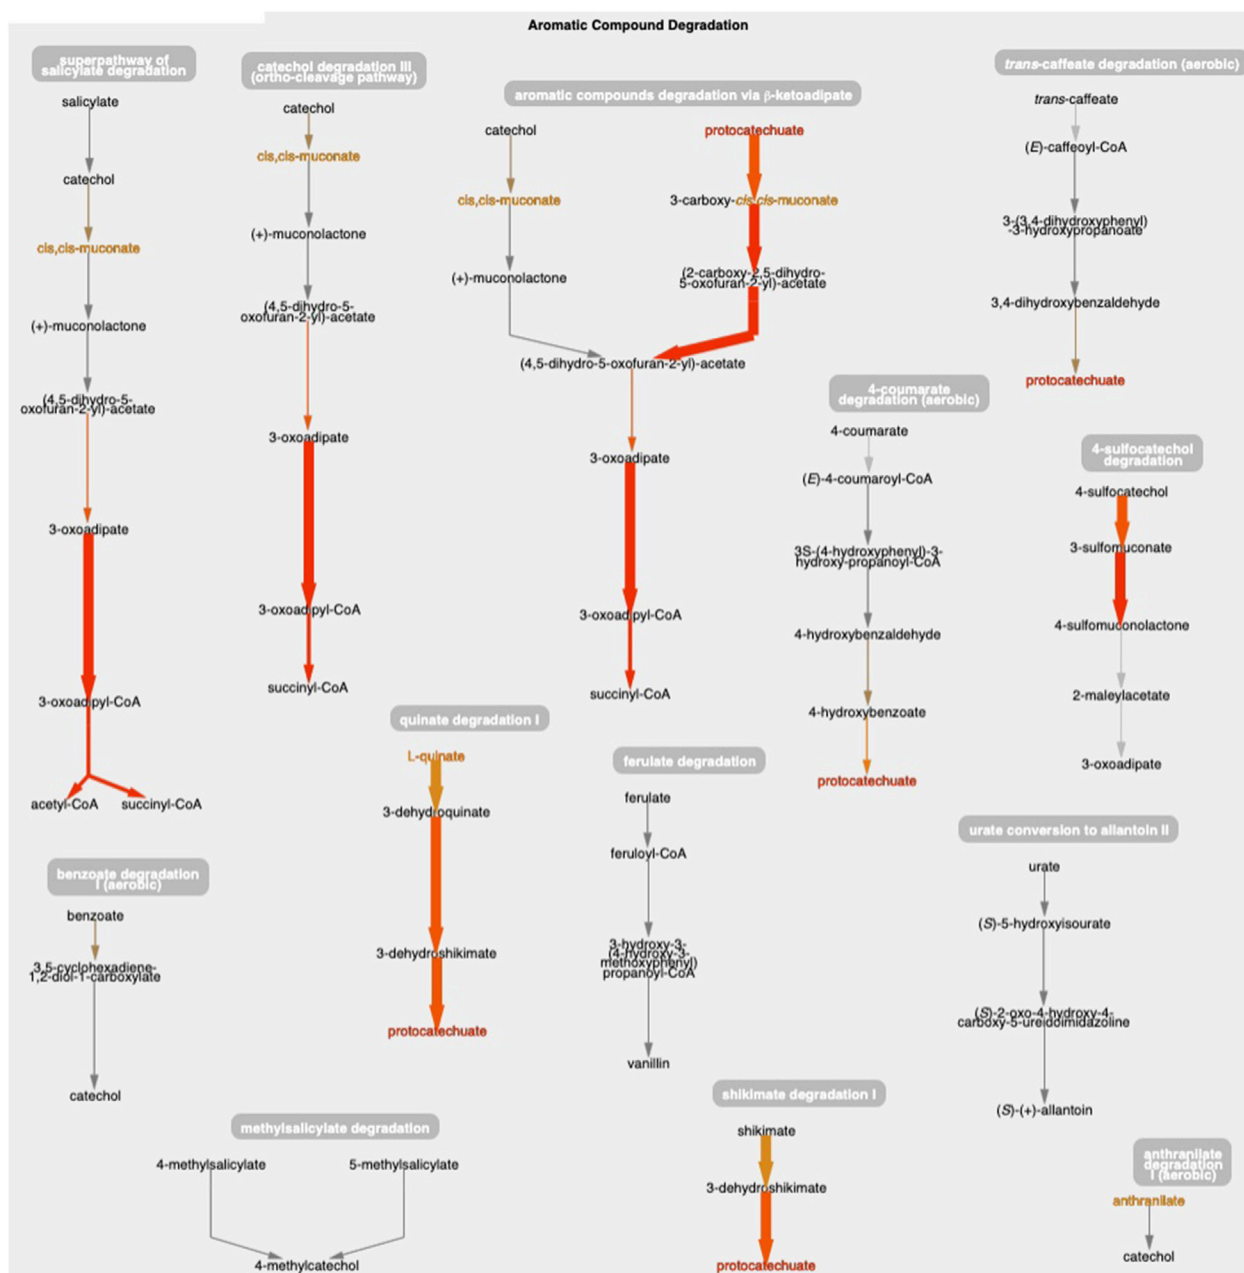 Aromatic Compound Degradation
superpathway of
salicylate degradation
salicylate
catechol
cis,cis-muconate
(+)-muconolactone
(4,5-dihydro-5-
oxofuran-2-yl)-acetate
3-oxoadipate
3-oxoadipyl-CoA
acetyl-CoA
succinyl-CoA
catechol degradation III
(ortho-cleavage pathway)
catechol
cis,cis-muconate
(+)-muconolactone
(4,5-dihydro-5-
oxofuran-2-yl)-acetate
3-oxoadipate
3-oxoadipyl-CoA
succinyl-CoA
aromatic compounds degradation via β-ketoadipate
catechol
cis,cis-muconate
(+)-muconolactone
protocatechuate
3-carboxy-cis,cis-muconate
(2-carboxy-2,5-dihydro-
5-oxofuran-2-yl)-acetate
(4,5-dihydro-5-oxofuran-2-yl)-acetate
3-oxoadipate
3-oxoadipyl-CoA
succinyl-CoA
trans-caffeate degradation (aerobic)
trans-caffeate
(E)-caffeoyl-CoA
3-(3,4-dihydroxyphenyl)
-3-hydroxypropanoate
3,4-dihydroxybenzaldehyde
protocatechuate
4-coumarate
degradation (aerobic)
4-coumarate
(E)-4-coumaroyl-CoA
3S-(4-hydroxyphenyl)-3-
hydroxy-propanoyl-CoA
4-hydroxybenzaldehyde
4-hydroxybenzoate
protocatechuate
4-sulfocatechol
degradation
4-sulfocatechol
3-sulfomuconate
4-sulfomuconolactone
2-maleylacetate
3-oxoadipate
quinate degradation I
L-quinate
3-dehydroquinate
3-dehydroshikimate
protocatechuate
ferulate degradation
ferulate
feruloyl-CoA
3-hydroxy-3-
(4-hydroxy-3-
methoxyphenyl)
propanoyl-CoA
vanillin
urate conversion to allantoin II
urate
(S)-5-hydroxyisourate
(S)-2-oxo-4-hydroxy-4-
carboxy-5-ureidoimidazoline
(S)-(+)-allantoin
benzoate degradation
I (aerobic)
benzoate
3,5-cyclohexadiene-
1,2-diol-1-carboxylate
catechol
methylsalicylate degradation
4-methylsalicylate
5-methylsalicylate
4-methylcatechol
shikimate degradation I
shikimate
3-dehydroshikimate
protocatechuate
anthranilate
degradation
I (aerobic)
anthranilate
catechol